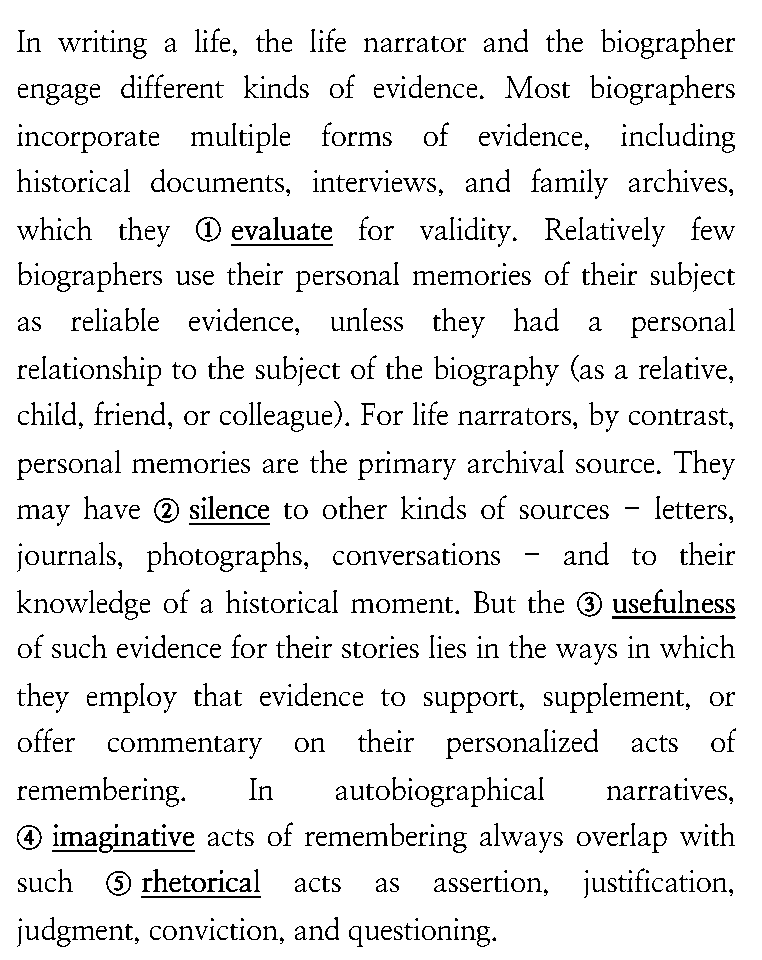 In writing a life, the life narrator and the biographer
engage different kinds of evidence. Most biographers
incorporate multiple forms of evidence, including
historical documents, interviews, and family archives,
which they ① evaluate for validity. Relatively few
biographers use their personal memories of their subject
as reliable evidence, unless they had a personal
relationship to the subject of the biography (as a relative,
child, friend, or colleague). For life narrators, by contrast,
personal memories are the primary archival source. They
may have ② silence to other kinds of sources – letters,
journals, photographs, conversations – and to their
knowledge of a historical moment. But the ③ usefulness
of such evidence for their stories lies in the ways in which
they employ that evidence to support, supplement, or
offer commentary on their personalized acts of
remembering. In autobiographical narratives,
④ imaginative acts of remembering always overlap with
such ⑤ rhetorical acts as assertion, justification,
judgment, conviction, and questioning.